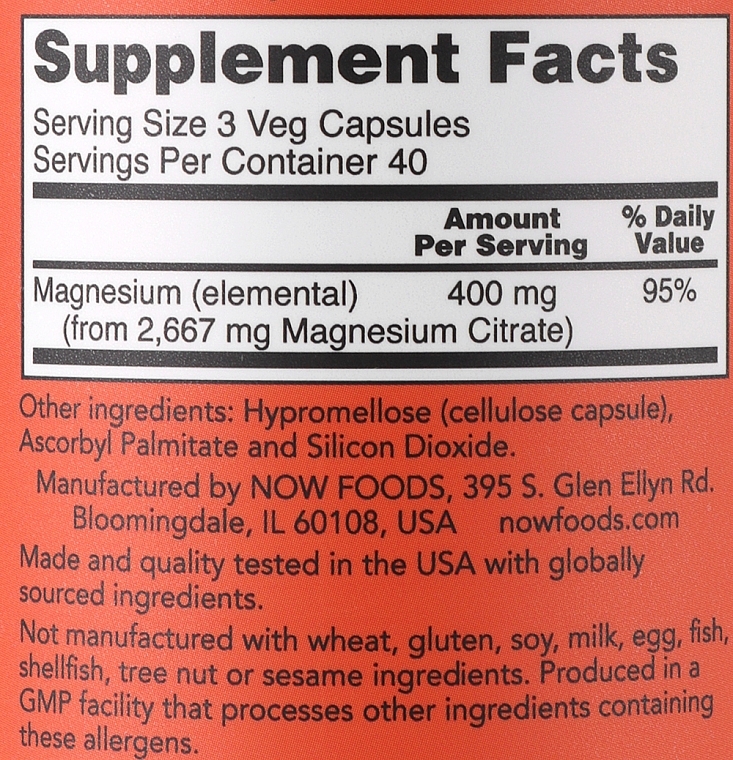 Supplement Facts
Serving Size 3 Veg Capsules
Servings Per Container 40
Amount Per Serving % Daily Value
Magnesium (elemental) 400 mg 95%
(from 2,667 mg Magnesium Citrate)
Other ingredients: Hypromellose (cellulose capsule),
Ascorbyl Palmitate and Silicon Dioxide.
Manufactured by NOW FOODS, 395 S. Glen Ellyn Rd.
Bloomingdale, IL 60108, USA nowfoods.com
Made and quality tested in the USA with globally
sourced ingredients.
Not manufactured with wheat, gluten, soy, milk, egg, fish,
shellfish, tree nut or sesame ingredients. Produced in a
GMP facility that processes other ingredients containing
these allergens.